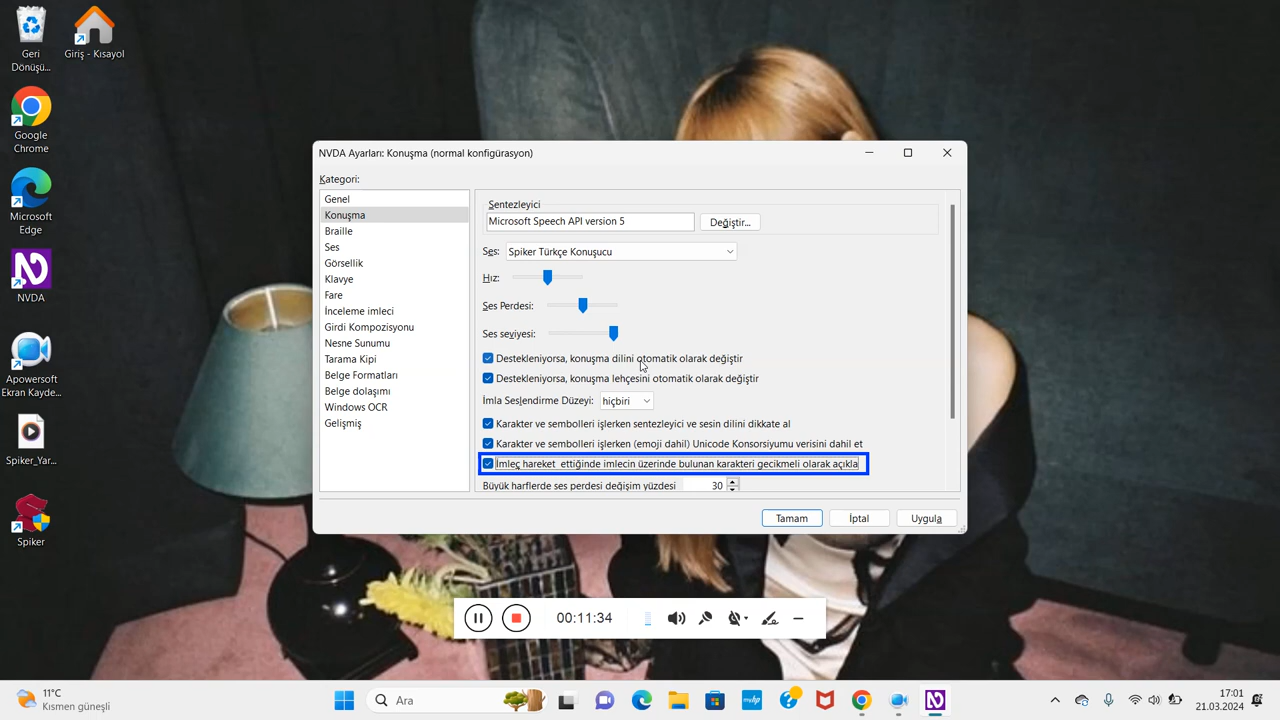 Geri
Dönüşü...
Giriş - Kısayol
Google
Chrome
Microsoft
Edge
NVDA
Apowersoft
Ekran Kayde...
Spiker_Yar...
Spiker
NVDA Ayarları: Konuşma (normal konfigürasyon)
Kategori:
Genel
Konuşma
Braille
Ses
Görsellik
Klavye
Fare
İnceleme imleci
Girdi Kompozisyonu
Nesne Sunumu
Tarama Kipi
Belge Formatları
Belge dolaşımı
Windows OCR
Gelişmiş
Sentezleyici
Microsoft Speech API version 5
Değiştir...
Ses: Spiker Türkçe Konuşucu
Hız:
Ses Perdesi:
Ses seviyesi:
Destekleniyorsa, konuşma dilini otomatik olarak değiştir
Destekleniyorsa, konuşma lehçesini otomatik olarak değiştir
İmla Seslendirme Düzeyi: hiçbiri
Karakter ve sembolleri işlerken sentezleyici ve sesin dilini dikkate al
Karakter ve sembolleri işlerken (emoji dahil) Unicode Konsorsiyumu verisini dahil et
İmleç hareket  ettiğinde imlecin üzerinde bulunan karakteri gecikmeli olarak açıkla
Büyük harflerde ses perdesi değişim yüzdesi 30
Tamam İptal Uygula
00:11:34
11°C
Kısmen güneşli
Ara
myhp
17:01
21.03.2024